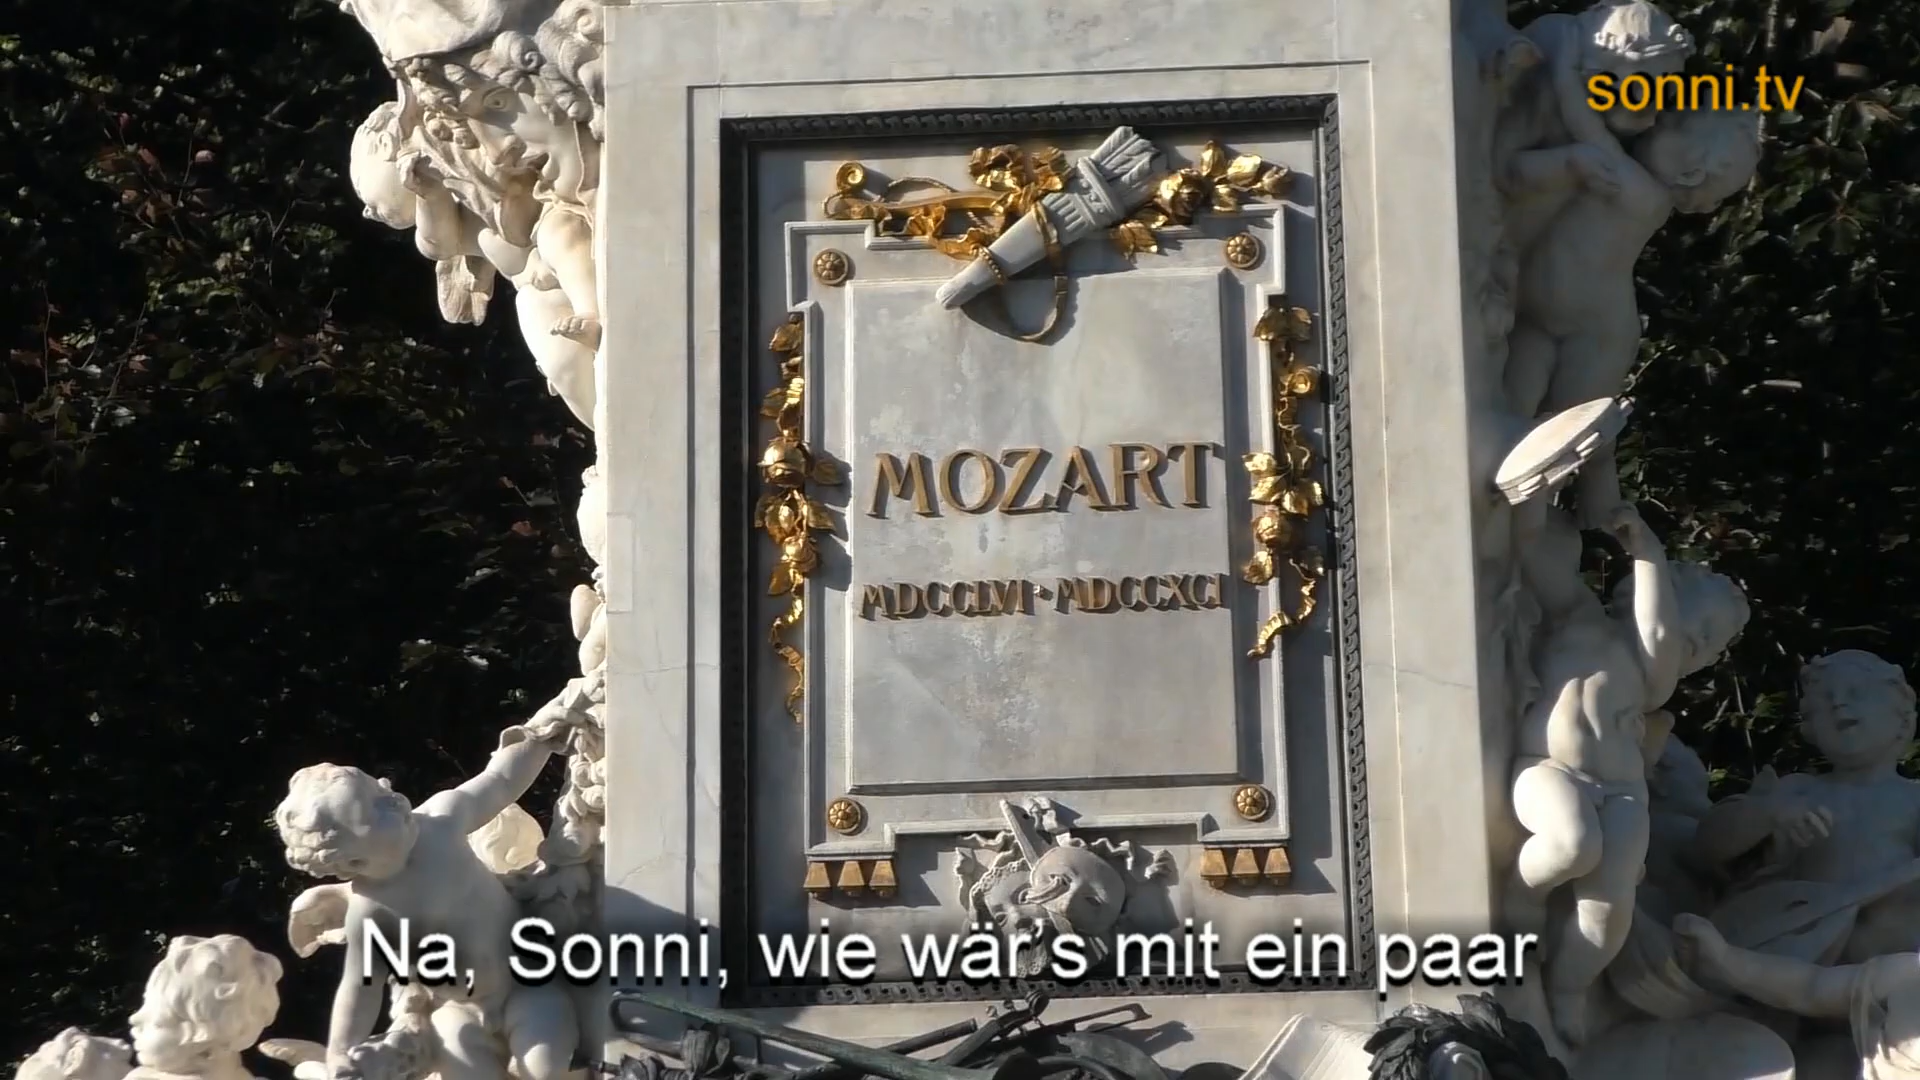 sonni.tv
MOZART
MDCCLVI · MDCCXCI
Na, Sonni, wie wär's mit ein paar